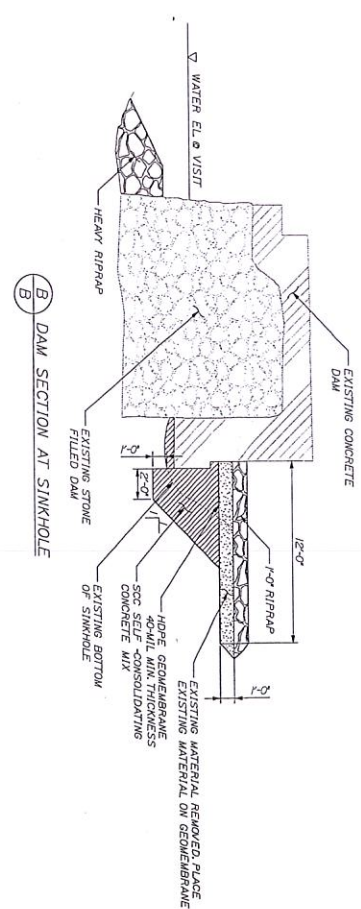 WATER EL @ VISIT
HEAVY RIPRAP
EXISTING CONCRETE
DAM
EXISTING STONE
FILLED DAM
1'-0"
2'-0"
1
1
12'-0"
1'-0" RIPRAP
1'-0"
EXISTING MATERIAL REMOVED. PLACE
EXISTING MATERIAL ON GEOMEMBRANE
HDPE GEOMEMBRANE
40-MIL MIN. THICKNESS
SCC SELF-CONSOLIDATING
CONCRETE MIX
EXISTING BOTTOM
OF SINKHOLE
B
B
DAM SECTION AT SINKHOLE